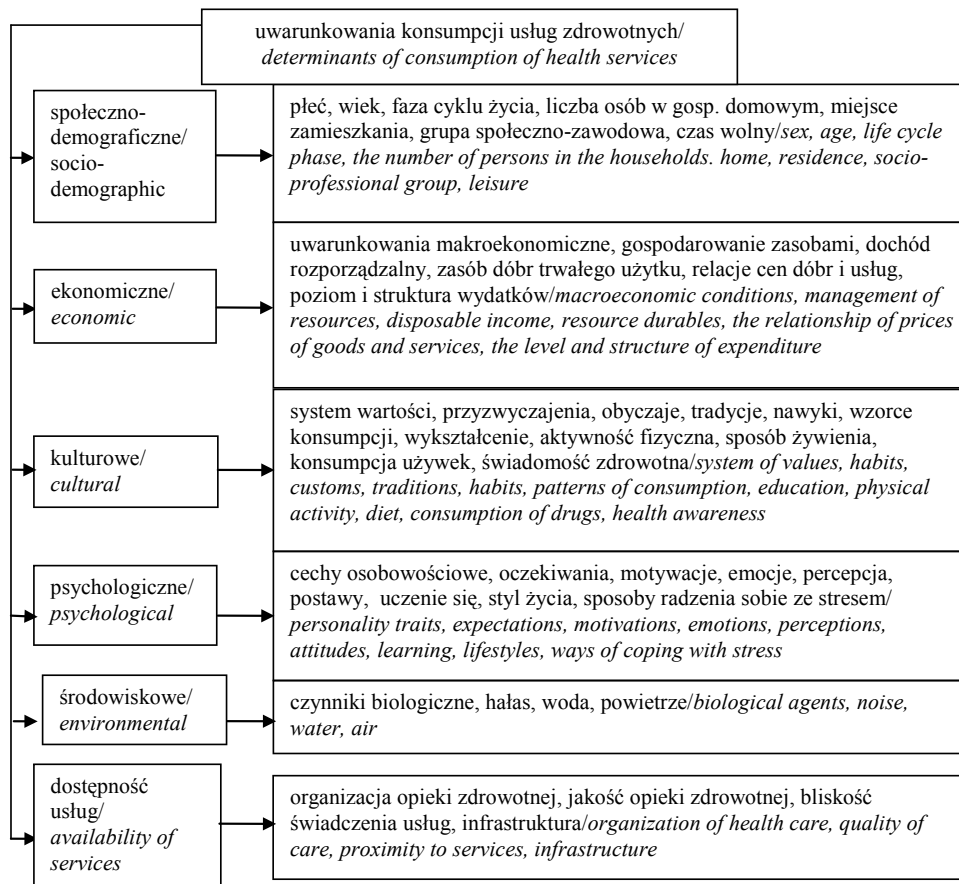 uwarunkowania konsumpcji usług zdrowotnych/
determinants of consumption of health services
społeczno-
demograficzne/
socio-
demographic
płeć, wiek, faza cyklu życia, liczba osób w gosp. domowym, miejsce
zamieszkania, grupa społeczno-zawodowa, czas wolny/sex, age, life cycle
phase, the number of persons in the households. home, residence, socio-
professional group, leisure
ekonomiczne/
economic
uwarunkowania makroekonomiczne, gospodarowanie zasobami, dochód
rozporządzalny, zasób dóbr trwałego użytku, relacje cen dóbr i usług,
poziom i struktura wydatków/macroeconomic conditions, management of
resources, disposable income, resource durables, the relationship of prices
of goods and services, the level and structure of expenditure
kulturowe/
cultural
system wartości, przyzwyczajenia, obyczaje, tradycje, nawyki, wzorce
konsumpcji, wykształcenie, aktywność fizyczna, sposób żywienia,
konsumpcja używek, świadomość zdrowotna/system of values, habits,
customs, traditions, habits, patterns of consumption, education, physical
activity, diet, consumption of drugs, health awareness
psychologiczne/
psychological
cechy osobowościowe, oczekiwania, motywacje, emocje, percepcja,
postawy, uczenie się, styl życia, sposoby radzenia sobie ze stresem/
personality traits, expectations, motivations, emotions, perceptions,
attitudes, learning, lifestyles, ways of coping with stress
środowiskowe/
environmental
czynniki biologiczne, hałas, woda, powietrze/biological agents, noise,
water, air
dostępność
usług/
availability of
services
organizacja opieki zdrowotnej, jakość opieki zdrowotnej, bliskość
świadczenia usług, infrastruktura/organization of health care, quality of
care, proximity to services, infrastructure